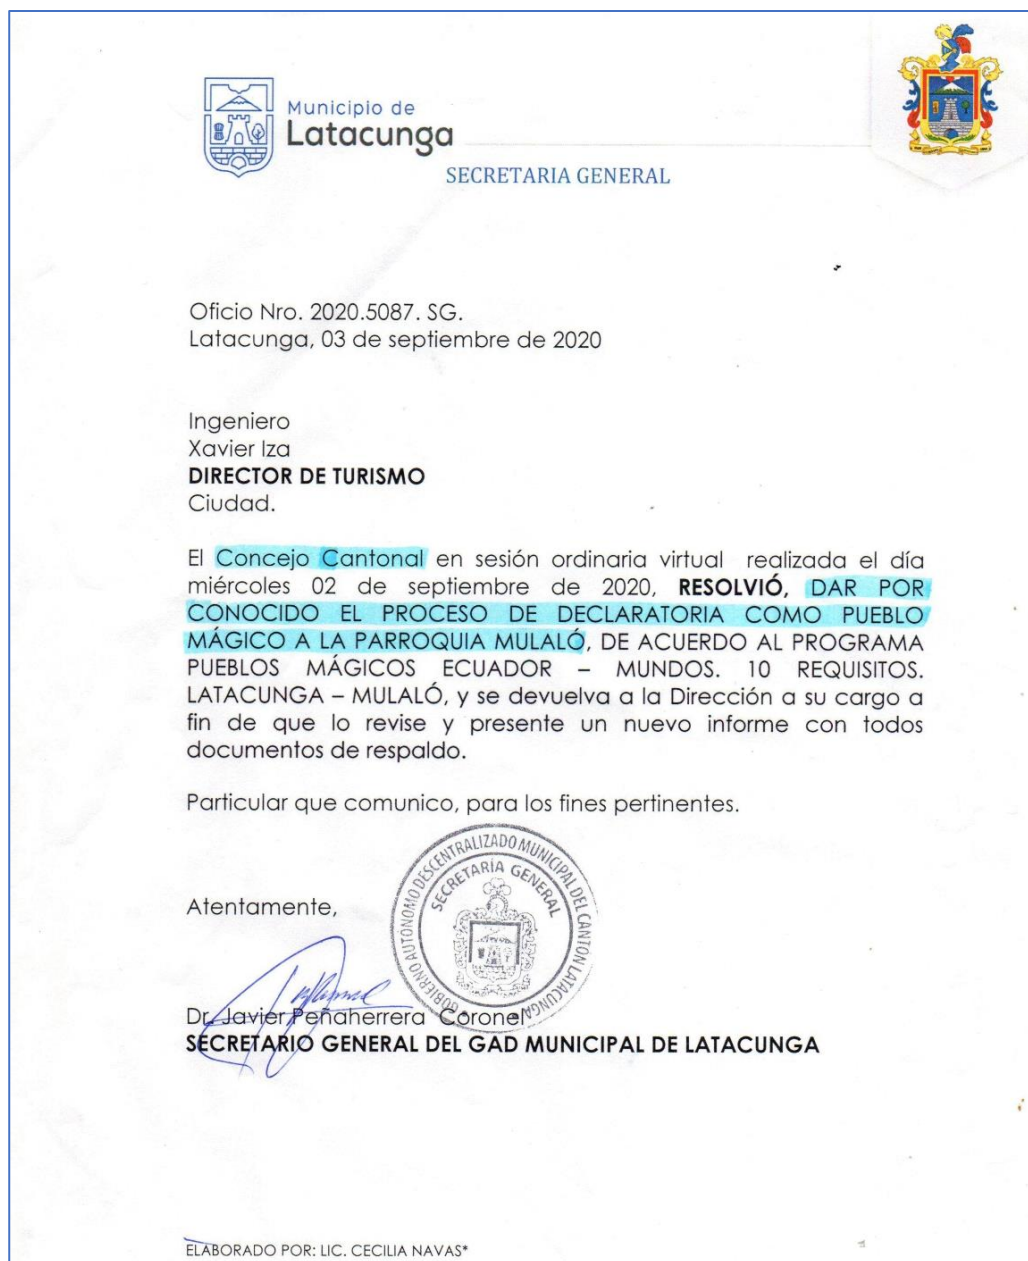 Municipio de
Latacunga
SECRETARIA GENERAL
Oficio Nro. 2020.5087. SG.
Latacunga, 03 de septiembre de 2020
Ingeniero
Xavier Iza
DIRECTOR DE TURISMO
Ciudad.
El Concejo Cantonal en sesión ordinaria virtual realizada el día
miércoles 02 de septiembre de 2020, RESOLVIÓ, DAR POR
CONOCIDO EL PROCESO DE DECLARATORIA COMO PUEBLO
MÁGICO A LA PARROQUIA MULALÓ, DE ACUERDO AL PROGRAMA
PUEBLOS MÁGICOS ECUADOR – MUNDOS. 10 REQUISITOS.
LATACUNGA – MULALÓ, y se devuelva a la Dirección a su cargo a
fin de que lo revise y presente un nuevo informe con todos
documentos de respaldo.
Particular que comunico, para los fines pertinentes.
GOBIERNO AUTÓNOMO DESCENTRALIZADO MUNICIPAL DEL CANTON LATACUNGA
SECRETARÍA GENERAL
Atentamente,
Dr. Javier Peñaherrera Coronel
SECRETARIO GENERAL DEL GAD MUNICIPAL DE LATACUNGA
ELABORADO POR: LIC. CECILIA NAVAS*